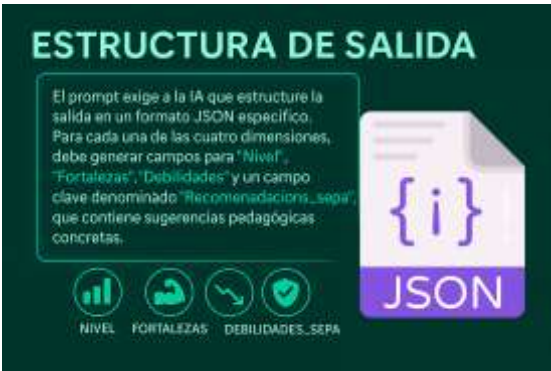 ESTRUCTURA DE SALIDA
El prompt exige a la IA que estructure la
salida en un formato JSON especifico.
Para cada una de las cuatro dimensiones,
debe generar campos para "Nivel",
"Fortalezas", "Debilidades" y un campo
clave denominado "Recomenadacions_sepa",
que contiene sugerencias pedagógicas
concretas.
{i}
JSON
NIVEL FORTALEZAS DEBILIDADES_SEPA